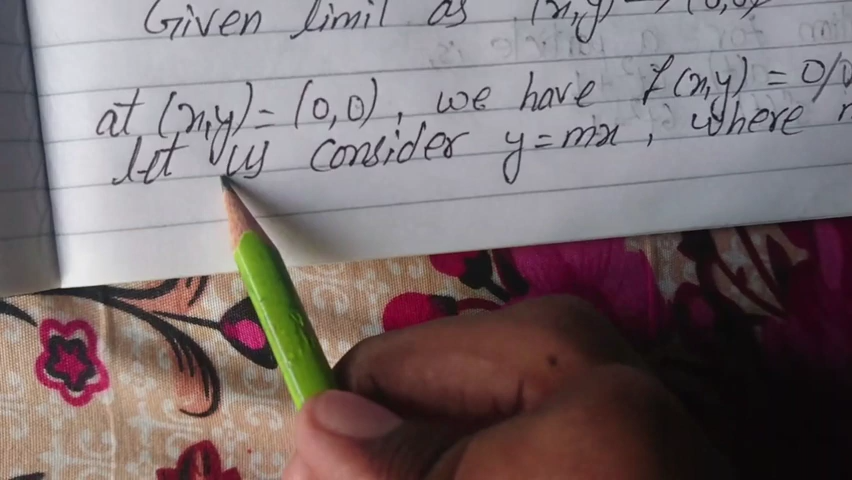 Given limit as (x,y) → (0,0)
at (x,y) = (0,0), we have f(x,y) = 0/0
let us consider y = mx, where